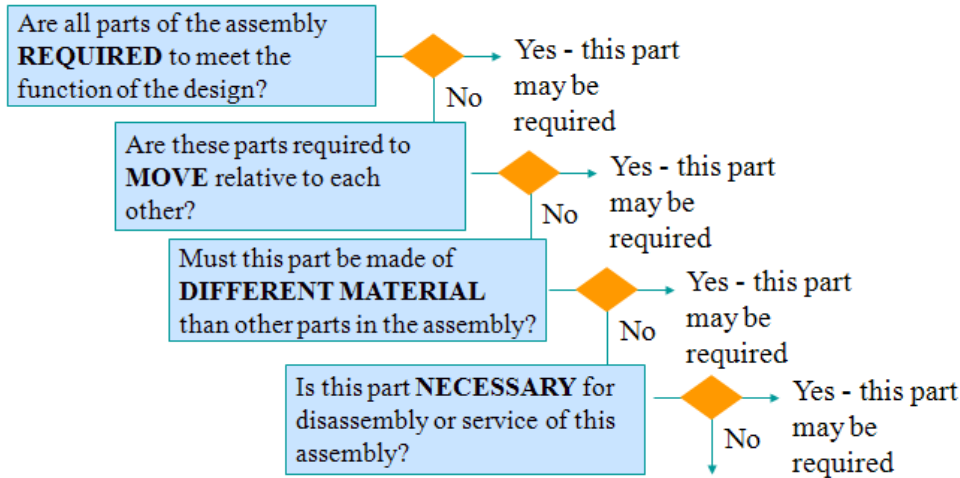 Are all parts of the assembly
REQUIRED to meet the
function of the design?
Yes - this part
may be
required
No
Are these parts required to
MOVE relative to each
other?
Yes - this part
may be
required
No
Must this part be made of
DIFFERENT MATERIAL
than other parts in the assembly?
Yes - this part
may be
required
No
Is this part NECESSARY for
disassembly or service of this
assembly?
Yes - this part
may be
required
No